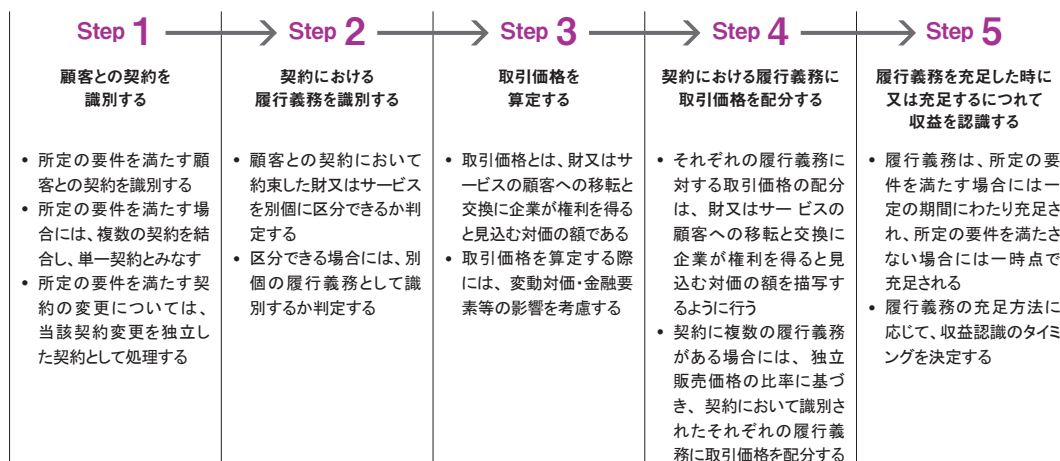 Step 1
顧客との契約を
識別する
• 所定の要件を満たす顧
客との契約を識別する
• 所定の要件を満たす場
合には、複数の契約を結
合し、単一契約とみなす
• 所定の要件を満たす契
約の変更については、
当該契約変更を独立し
た契約として処理する
Step 2
契約における
履行義務を識別する
• 顧客との契約において
約束した財又はサービス
を別個に区分できるか判
定する
• 区分できる場合には、別
個の履行義務として識
別するか判定する
Step 3
取引価格を
算定する
• 取引価格とは、財又はサ
ービスの顧客への移転と
交換に企業が権利を得る
と見込む対価の額である
• 取引価格を算定する際
には、変動対価・金融要
素等の影響を考慮する
Step 4
契約における履行義務に
取引価格を配分する
• それぞれの履行義務に
対する取引価格の配分
は、財又はサー ビスの
顧客への移転と交換に
企業が権利を得ると見
込む対価の額を描写す
るように行う
• 契約に複数の履行義務
がある場合には、独立
販売価格の比率に基づ
き、契約において識別さ
れたそれぞれの履行義
務に取引価格を配分する
Step 5
履行義務を充足した時に
又は充足するにつれて
収益を認識する
• 履行義務は、所定の要
件を満たす場合には一
定の期間にわたり充足さ
れ、所定の要件を満たさ
ない場合には一時点で
充足される
• 履行義務の充足方法に
応じて、収益認識のタイミ
ングを決定する